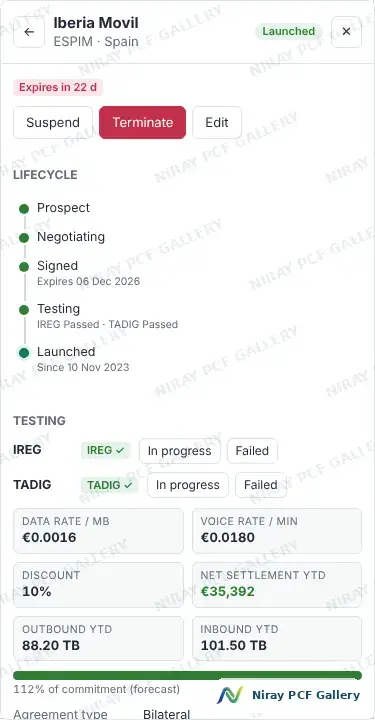 ← Iberia Movil Launched ✕
ESPIM · Spain
Expires in 22 d
Suspend Terminate Edit
LIFECYCLE
Prospect
Negotiating
Signed
Expires 06 Dec 2026
Testing
IREG Passed · TADIG Passed
Launched
Since 10 Nov 2023
TESTING
IREG IREG ✓ In progress Failed
TADIG TADIG ✓ In progress Failed
DATA RATE / MB VOICE RATE / MIN
€0.0016 €0.0180
DISCOUNT NET SETTLEMENT YTD
10% €35,392
OUTBOUND YTD INBOUND YTD
88.20 TB 101.50 TB
112% of commitment (forecast)
Niray PCF Gallery
Agreement type Bilateral
NIRAY PCF GALLERY